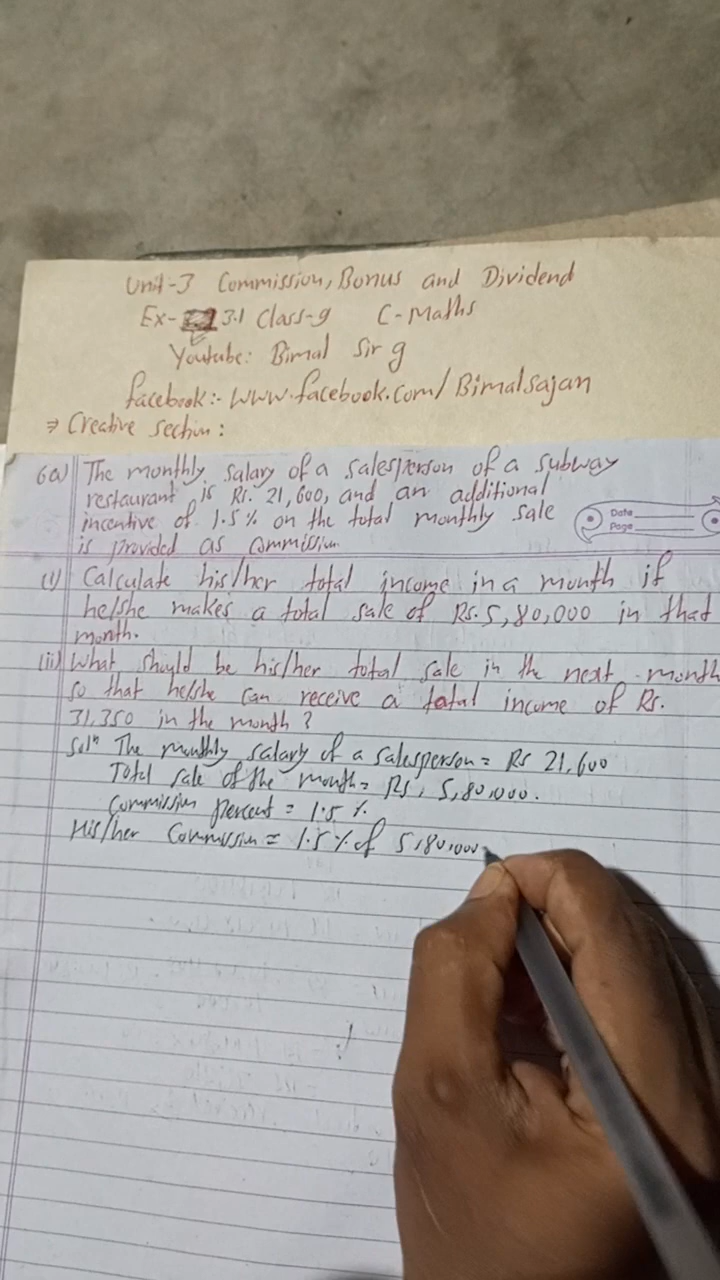 Unit-3 Commission, Bonus and Dividend
Ex- 3.1 Class-9 C-Maths
Youtube: Bimal Sir g
facebook:- www.facebook.com/Bimalsajan
⇒ Creative section:
6a) The monthly salary of a salesperson of a subway
restaurant is Rs. 21,600, and an additional
incentive of 1.5% on the total monthly sale
Date
Page
is provided as commission
(i) Calculate his/her total income in a month if
he/she makes a total sale of Rs. 5,80,000 in that
month.
(ii) What should be his/her total sale in the next month
so that he/she can receive a total income of Rs.
31,350 in the month?
Solⁿ The monthly salary of a salesperson = Rs 21,600
Total sale of the month = Rs, 5,80,000.
Commission percent = 1.5 %.
His/her Commission = 1.5 % of 5,80,000